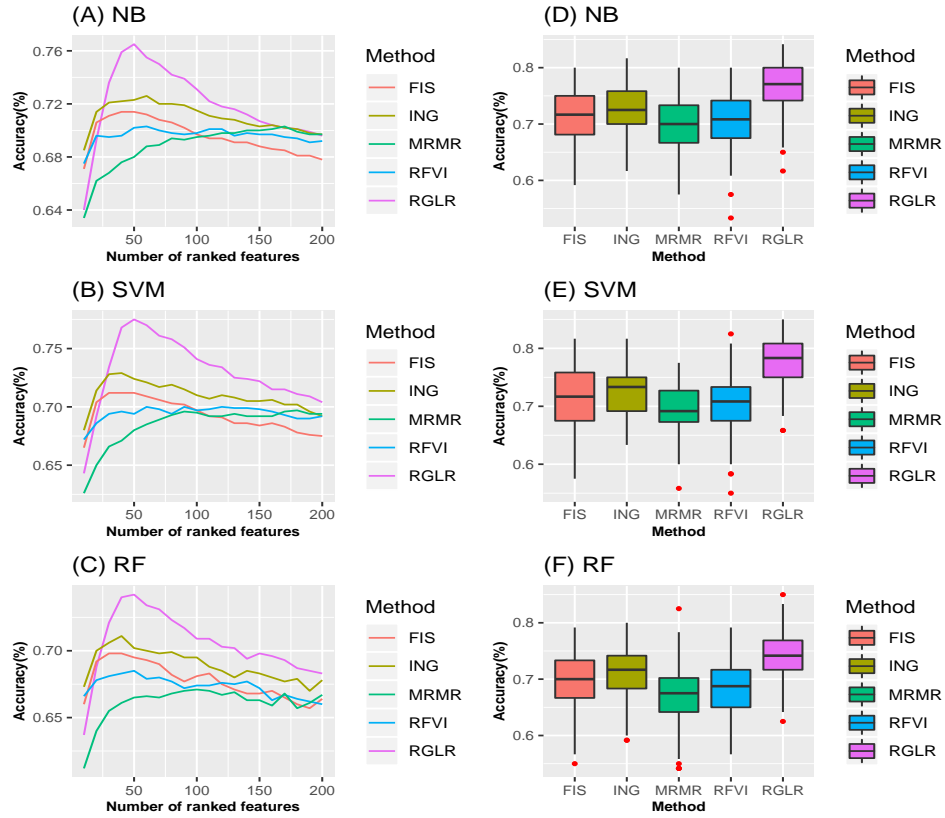 (A) NB
Accuracy(%)
0.76
0.72
0.68
0.64
50
100
150
200
Number of ranked features
Method
FIS
ING
MRMR
RFVI
RGLR
(D) NB
Accuracy(%)
0.8
0.7
0.6
FIS
ING
MRMR
RFVI
RGLR
Method
Method
FIS
ING
MRMR
RFVI
RGLR
(B) SVM
Accuracy(%)
0.75
0.70
0.65
50
100
150
200
Number of ranked features
Method
FIS
ING
MRMR
RFVI
RGLR
(E) SVM
Accuracy(%)
0.8
0.7
0.6
FIS
ING
MRMR
RFVI
RGLR
Method
Method
FIS
ING
MRMR
RFVI
RGLR
(C) RF
Accuracy(%)
0.70
0.65
50
100
150
200
Number of ranked features
Method
FIS
ING
MRMR
RFVI
RGLR
(F) RF
Accuracy(%)
0.8
0.7
0.6
FIS
ING
MRMR
RFVI
RGLR
Method
Method
FIS
ING
MRMR
RFVI
RGLR